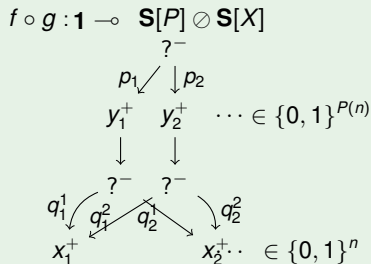 f ∘ g : 1 ⊸ S[P] ⊘ S[X]
?⁻
p₁ p₂
y₁⁺ y₂⁺ ⋯ ∈ {0, 1}^{P(n)}
?⁻ ?⁻
q₁¹ q₁² q₂¹ q₂²
x₁⁺ x₂⁺⋯ ∈ {0, 1}ⁿ